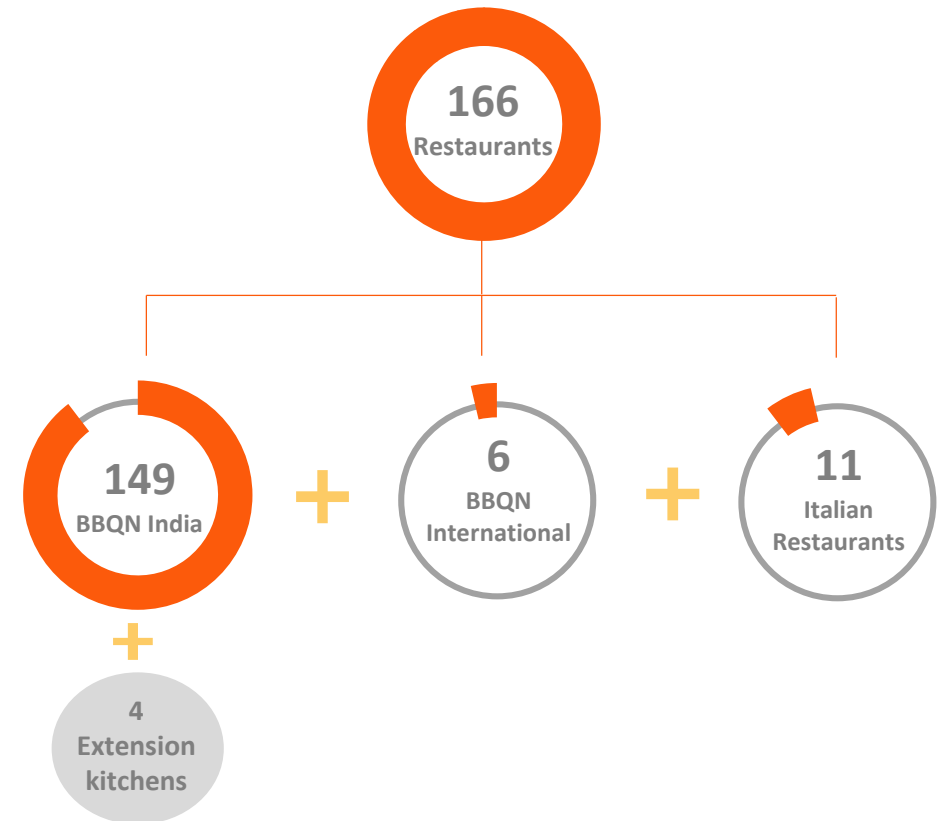 166
Restaurants
149
BBQN India
+
6
BBQN
International
+
11
Italian
Restaurants
+
4
Extension
kitchens